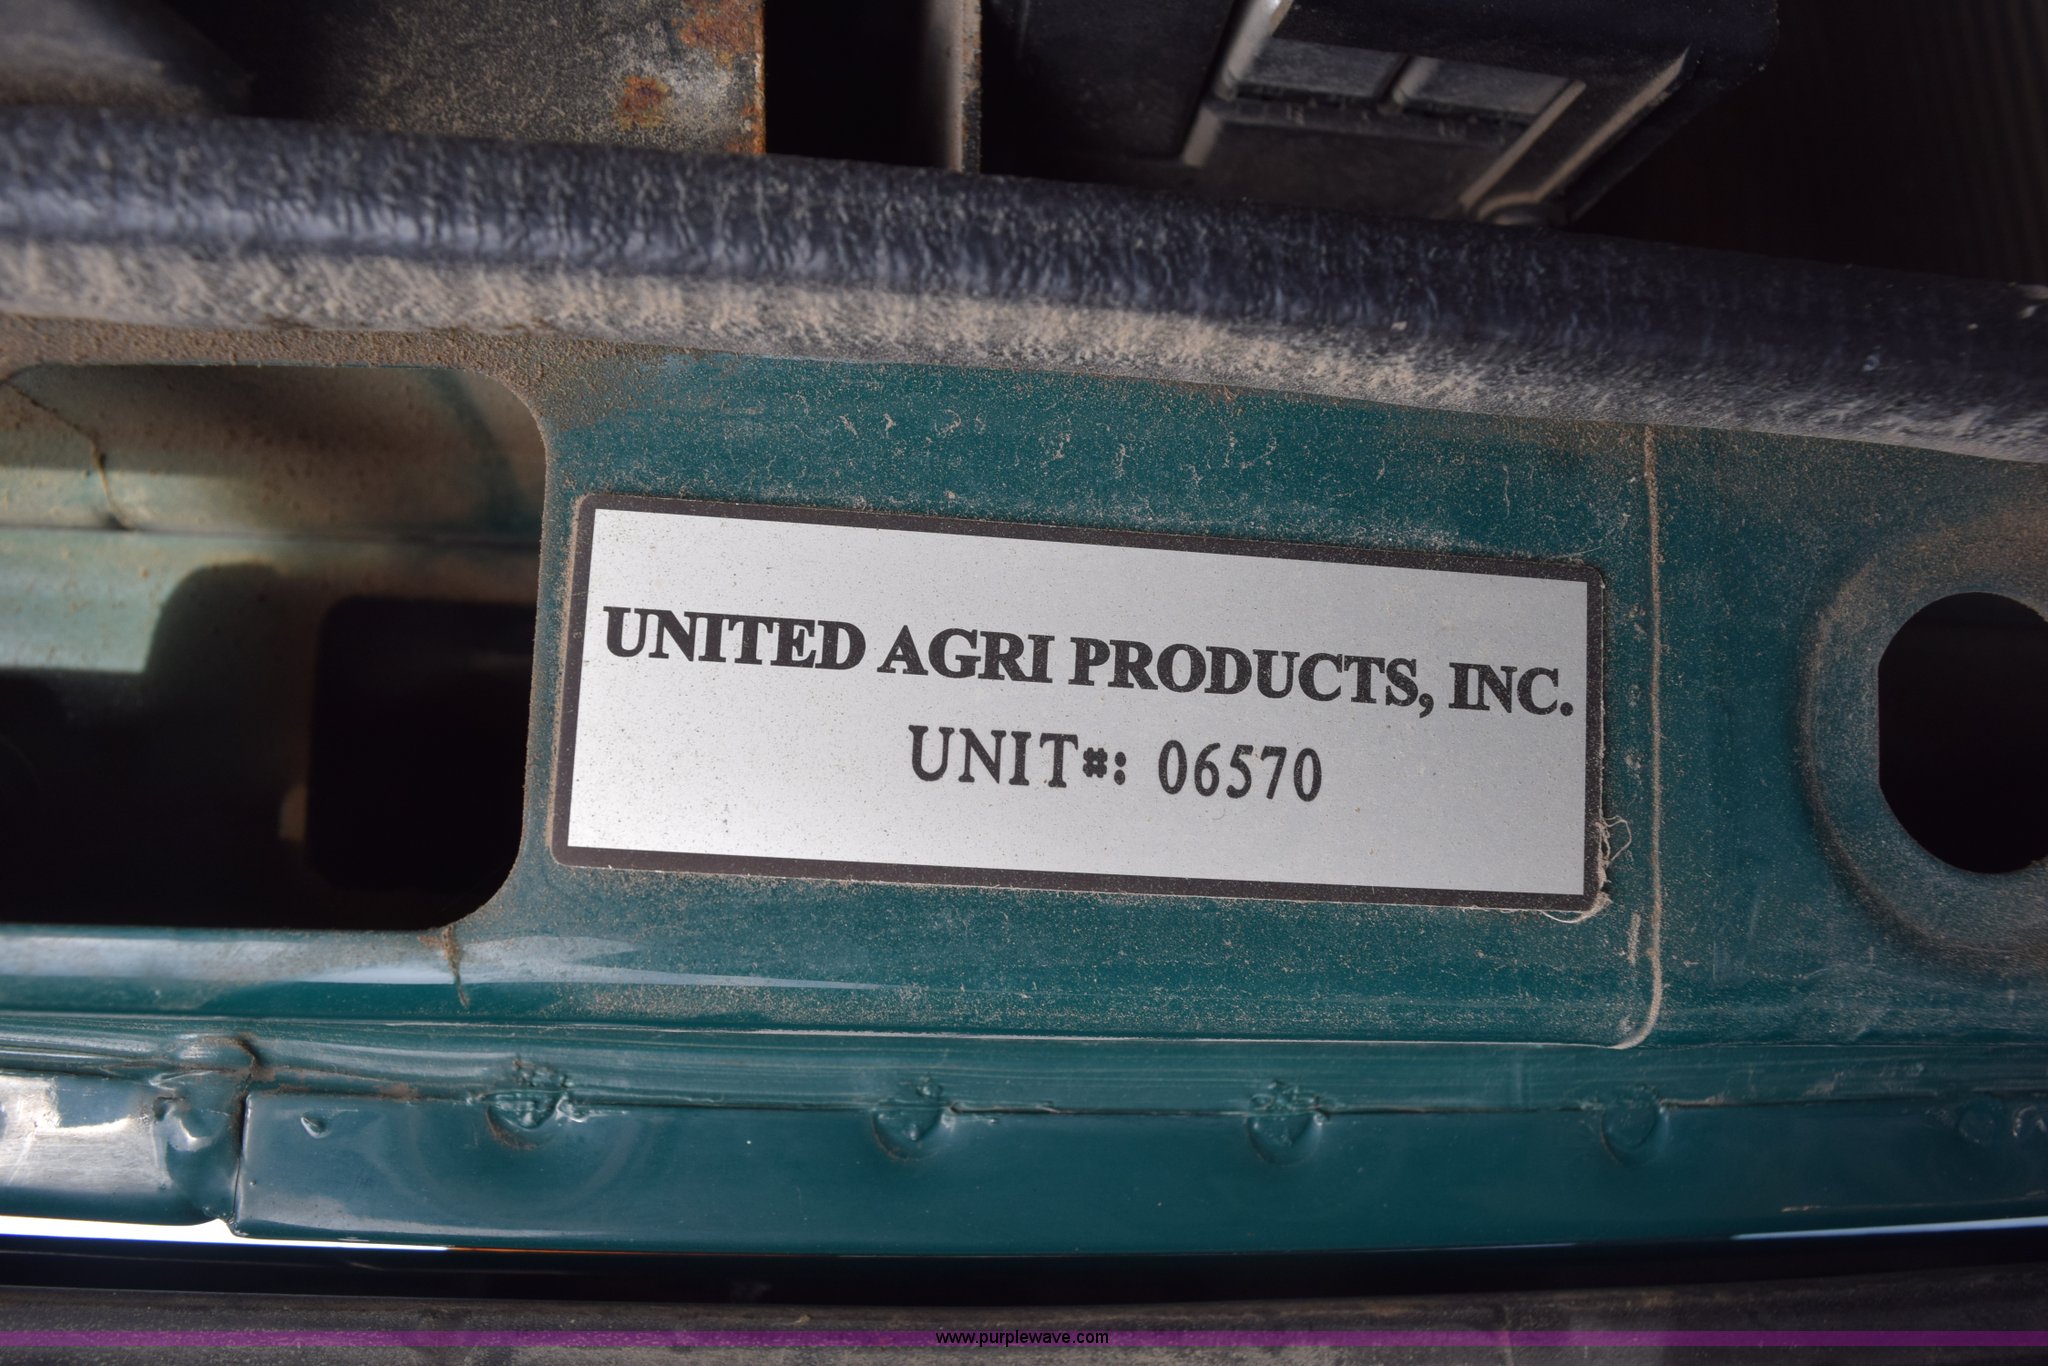 UNITED AGRI PRODUCTS, INC.
UNIT#: 06570
www.purplewave.com